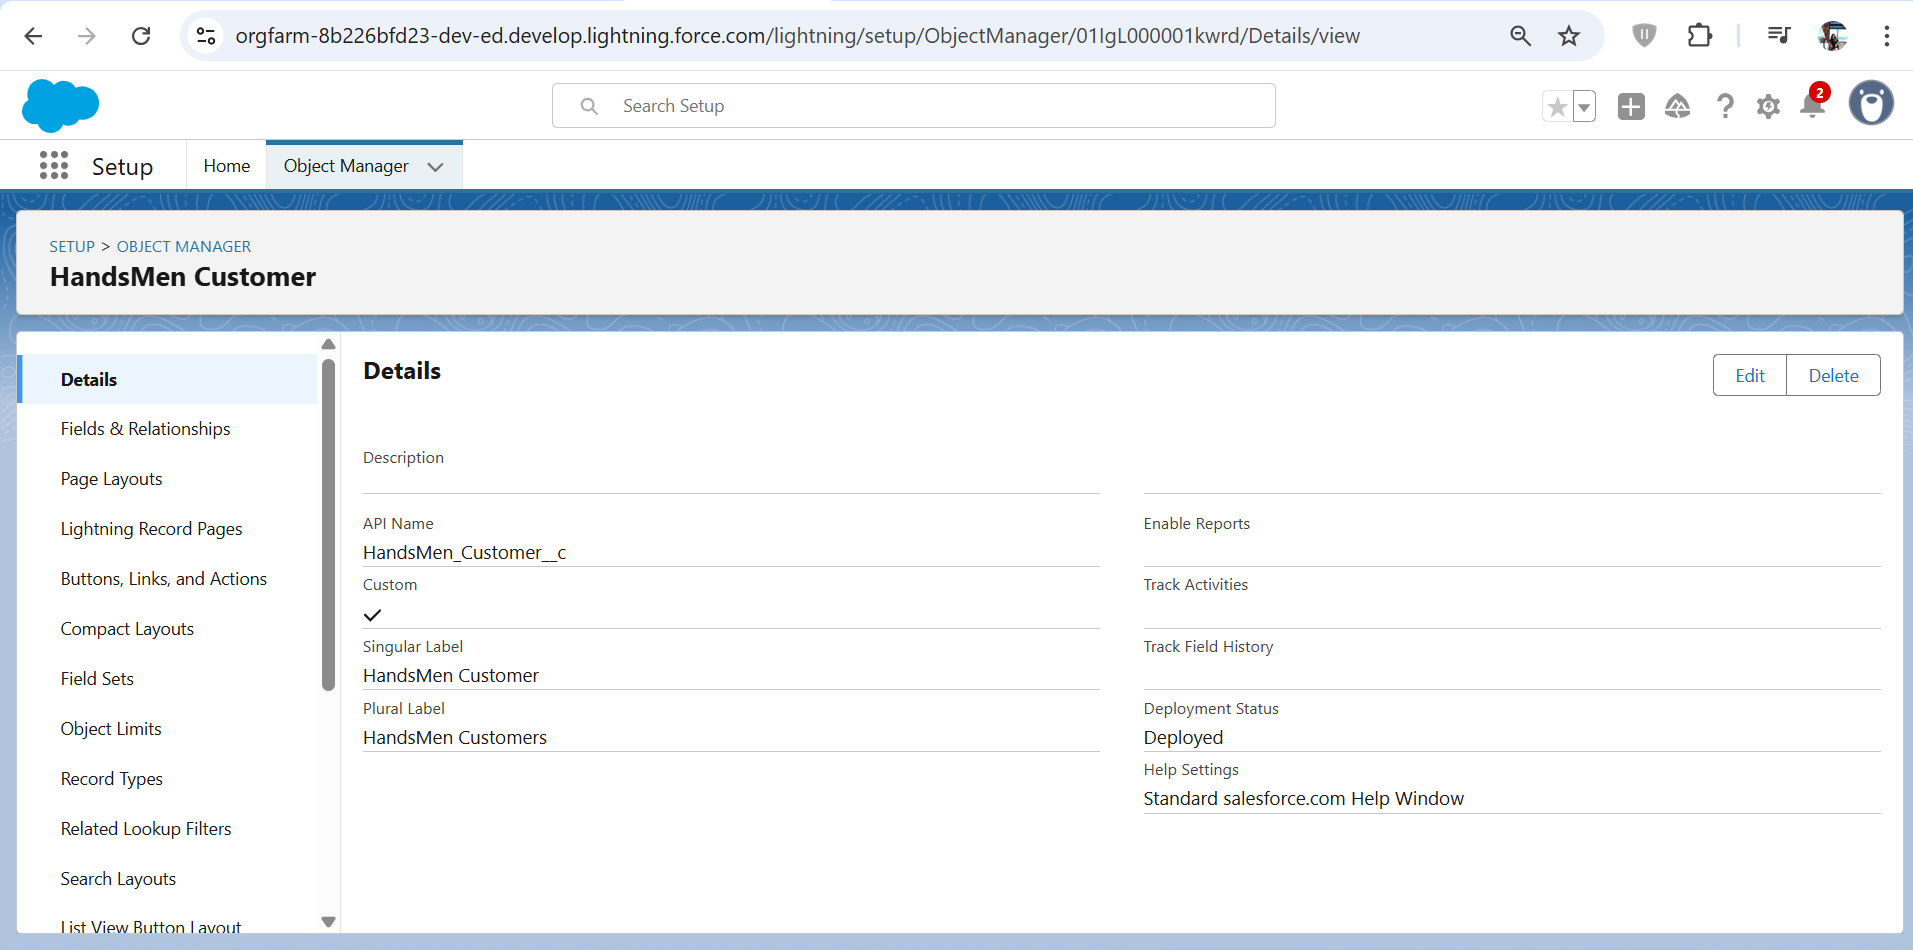 orgfarm-8b226bfd23-dev-ed.develop.lightning.force.com/lightning/setup/ObjectManager/01IgL000001kwrd/Details/view
Search Setup
2
Setup
Home
Object Manager
SETUP > OBJECT MANAGER
HandsMen Customer
Details
Fields & Relationships
Page Layouts
Lightning Record Pages
Buttons, Links, and Actions
Compact Layouts
Field Sets
Object Limits
Record Types
Related Lookup Filters
Search Layouts
List View Button Layout
Details
Edit
Delete
Description
API Name
HandsMen_Customer__c
Custom
Singular Label
HandsMen Customer
Plural Label
HandsMen Customers
Enable Reports
Track Activities
Track Field History
Deployment Status
Deployed
Help Settings
Standard salesforce.com Help Window